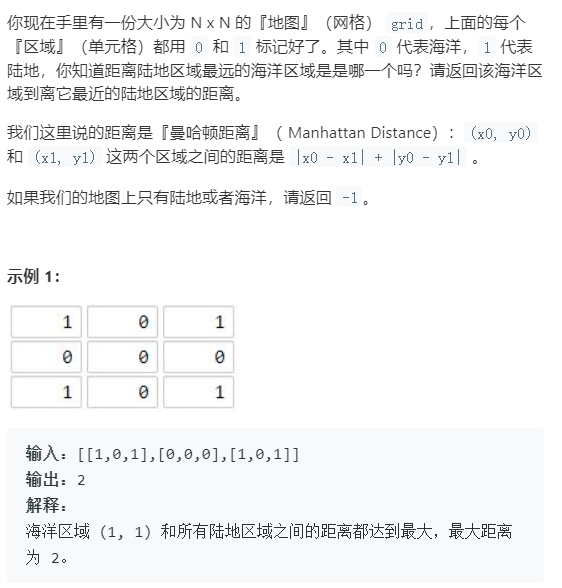 你现在手里有一份大小为 N x N 的『地图』（网格） grid ，上面的每个
『区域』（单元格）都用 0 和 1 标记好了。其中 0 代表海洋， 1 代表
陆地，你知道距离陆地区域最远的海洋区域是是哪一个吗？请返回该海洋区
域到离它最近的陆地区域的距离。
我们这里说的距离是『曼哈顿距离』（ Manhattan Distance）： (x0, y0)
和 (x1, y1) 这两个区域之间的距离是 |x0 - x1| + |y0 - y1| 。
如果我们的地图上只有陆地或者海洋，请返回 -1 。
示例 1：
1 0 1
0 0 0
1 0 1
输入：[[1,0,1],[0,0,0],[1,0,1]]
输出：2
解释：
海洋区域 (1, 1) 和所有陆地区域之间的距离都达到最大，最大距离
为 2。